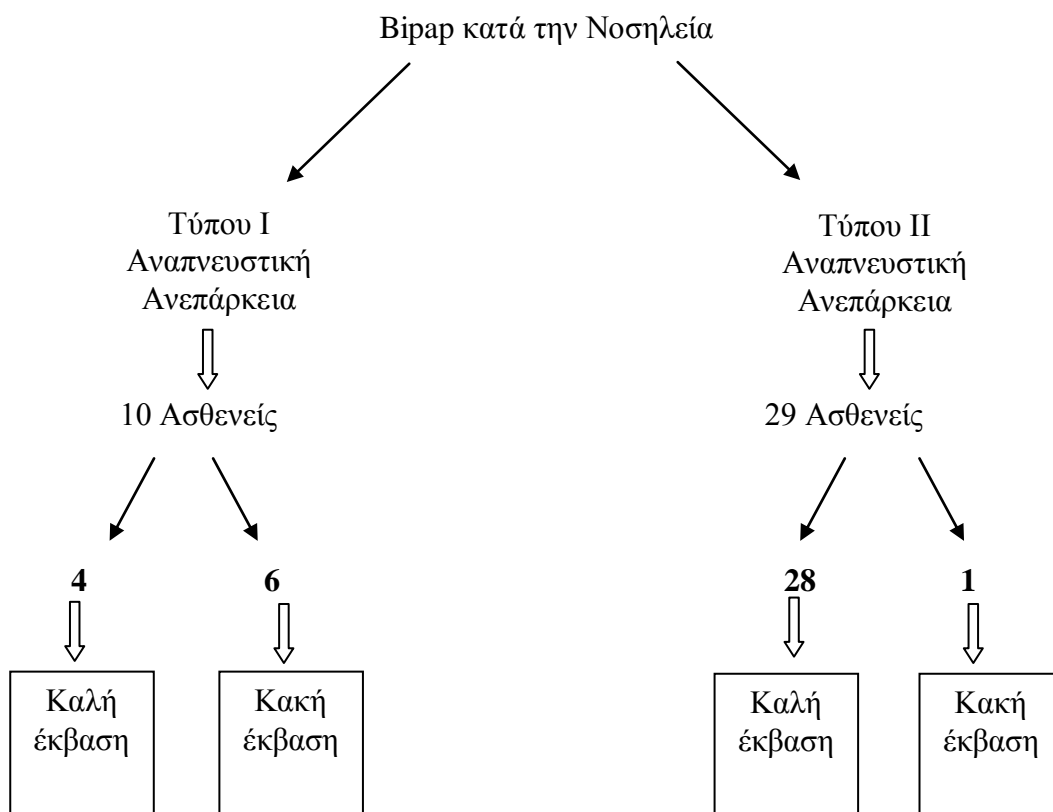 Bipap κατά την Νοσηλεία
Τύπου Ι
Αναπνευστική
Ανεπάρκεια
Τύπου ΙΙ
Αναπνευστική
Ανεπάρκεια
10 Ασθενείς
29 Ασθενείς
4
6
28
1
Καλή
έκβαση
Κακή
έκβαση
Καλή
έκβαση
Κακή
έκβαση